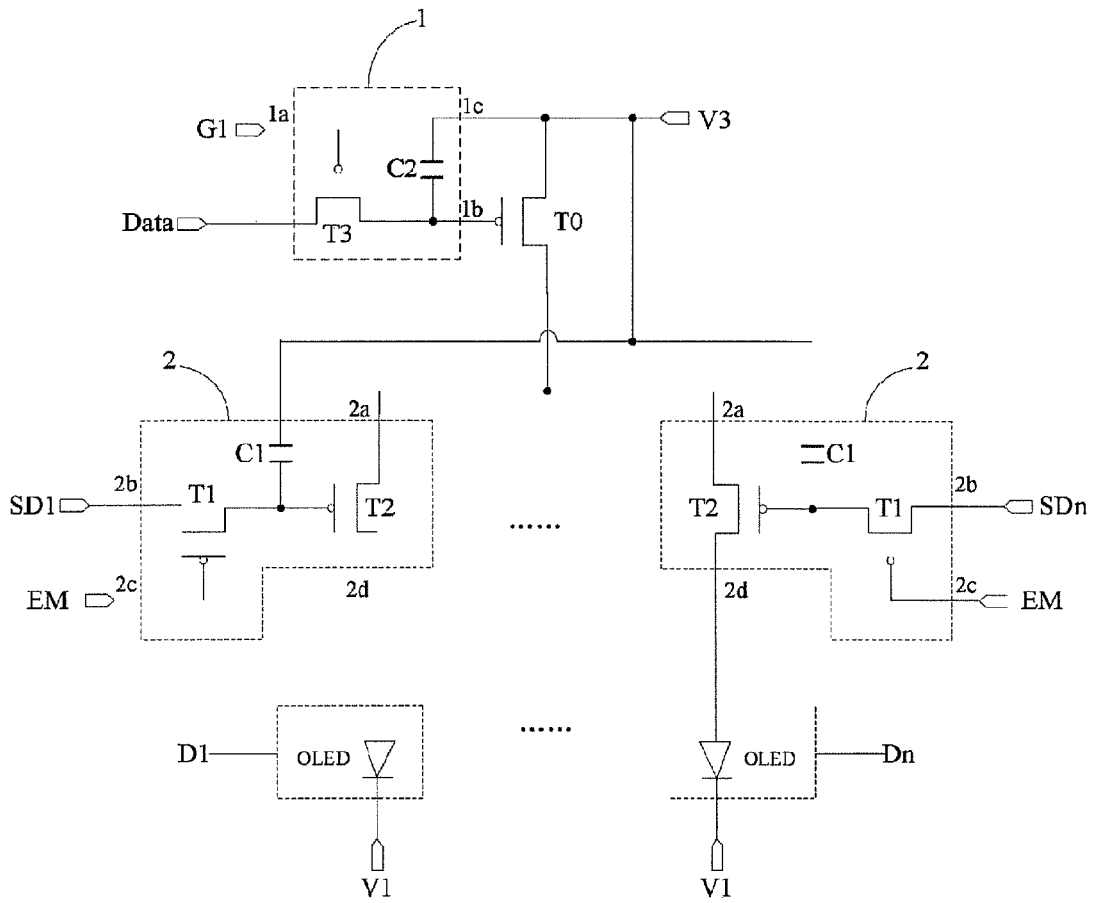 1
G1
1a
1c
V3
C2
Data
1b
T0
T3
2
2
2a
2a
C1
C1
SD1
2b
T1
T2
......
T2
T1
2b
SDn
EM
2c
2d
2d
2c
EM
D1
OLED
......
OLED
Dn
V1
V1